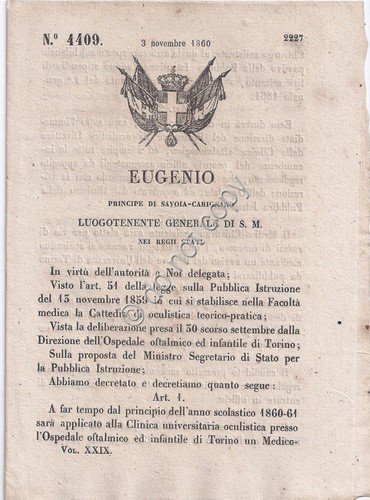 N.° 4409.
3 novembre 1860
2227
EUGENIO
PRINCIPE DI SAVOIA-CARIGNANO
LUOGOTENENTE GENERALE DI S. M.
NEI REGII STATI
In virtù dell'autorità a Noi delegata;
Visto l'art. 51 della legge sulla Pubblica Istruzione
del 13 novembre 1859 in cui si stabilisce nella Facoltà
medica la Cattedra di oculistica teorico-pratica;
Vista la deliberazione presa il 30 scorso settembre dalla
Direzione dell'Ospedale oftalmico ed infantile di Torino;
Sulla proposta del Ministro Segretario di Stato per
la Pubblica Istruzione;
Abbiamo decretato e decretiamo quanto segue:
Art. 1.
A far tempo dal principio dell'anno scolastico 1860-61
sarà applicato alla Clinica universitaria oculistica presso
l'Ospedale oftalmico ed infantile di Torino un Medico-
VOL. XXIX.